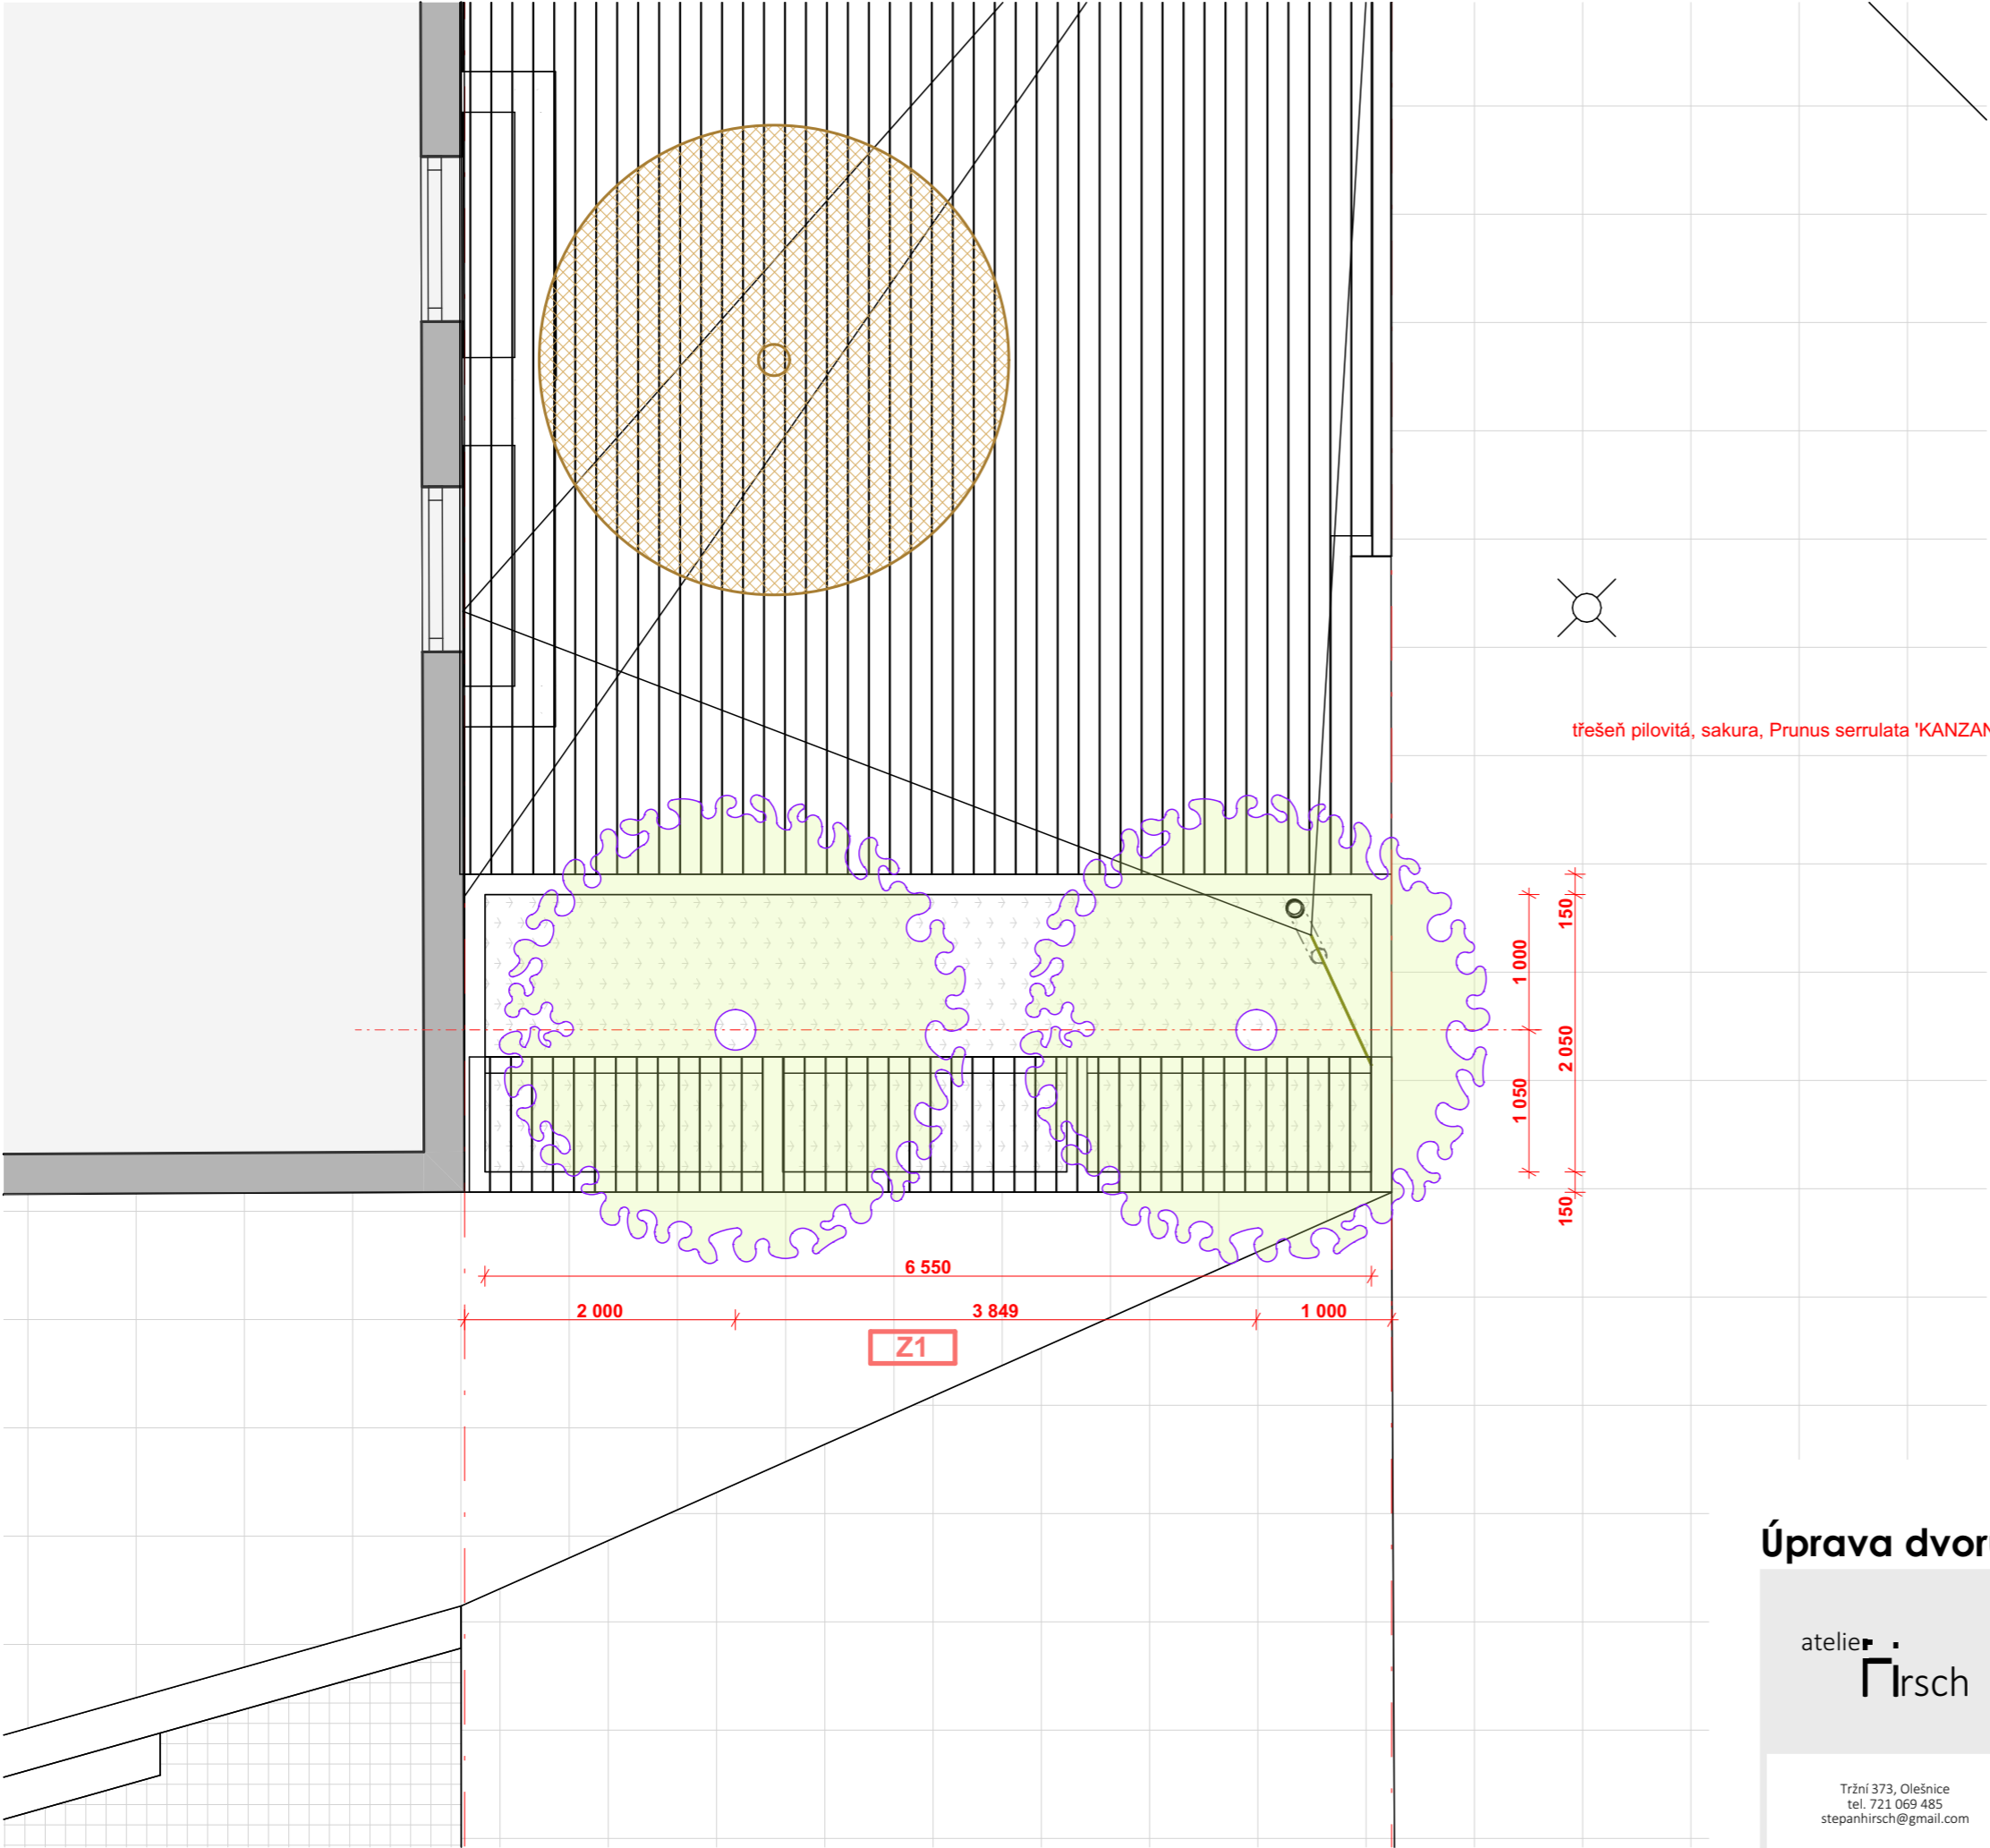 třešeň pilovitá, sakura, Prunus serrulata 'KANZAN
150
1 000
2 050
1 050
150
6 550
2 000
3 849
1 000
Z1
Úprava dvor
atelier
Hirsch
Tržní 373, Olešnice
tel. 721 069 485
stepanhirsch@gmail.com